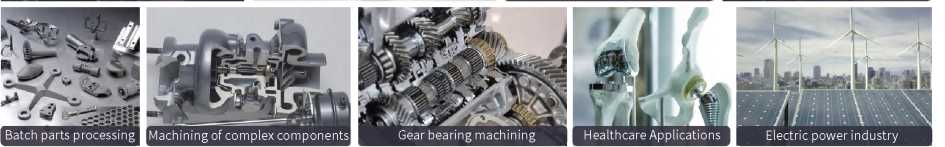 Batch parts processing
Machining of complex components
Gear bearing machining
Healthcare Applications
Electric power industry